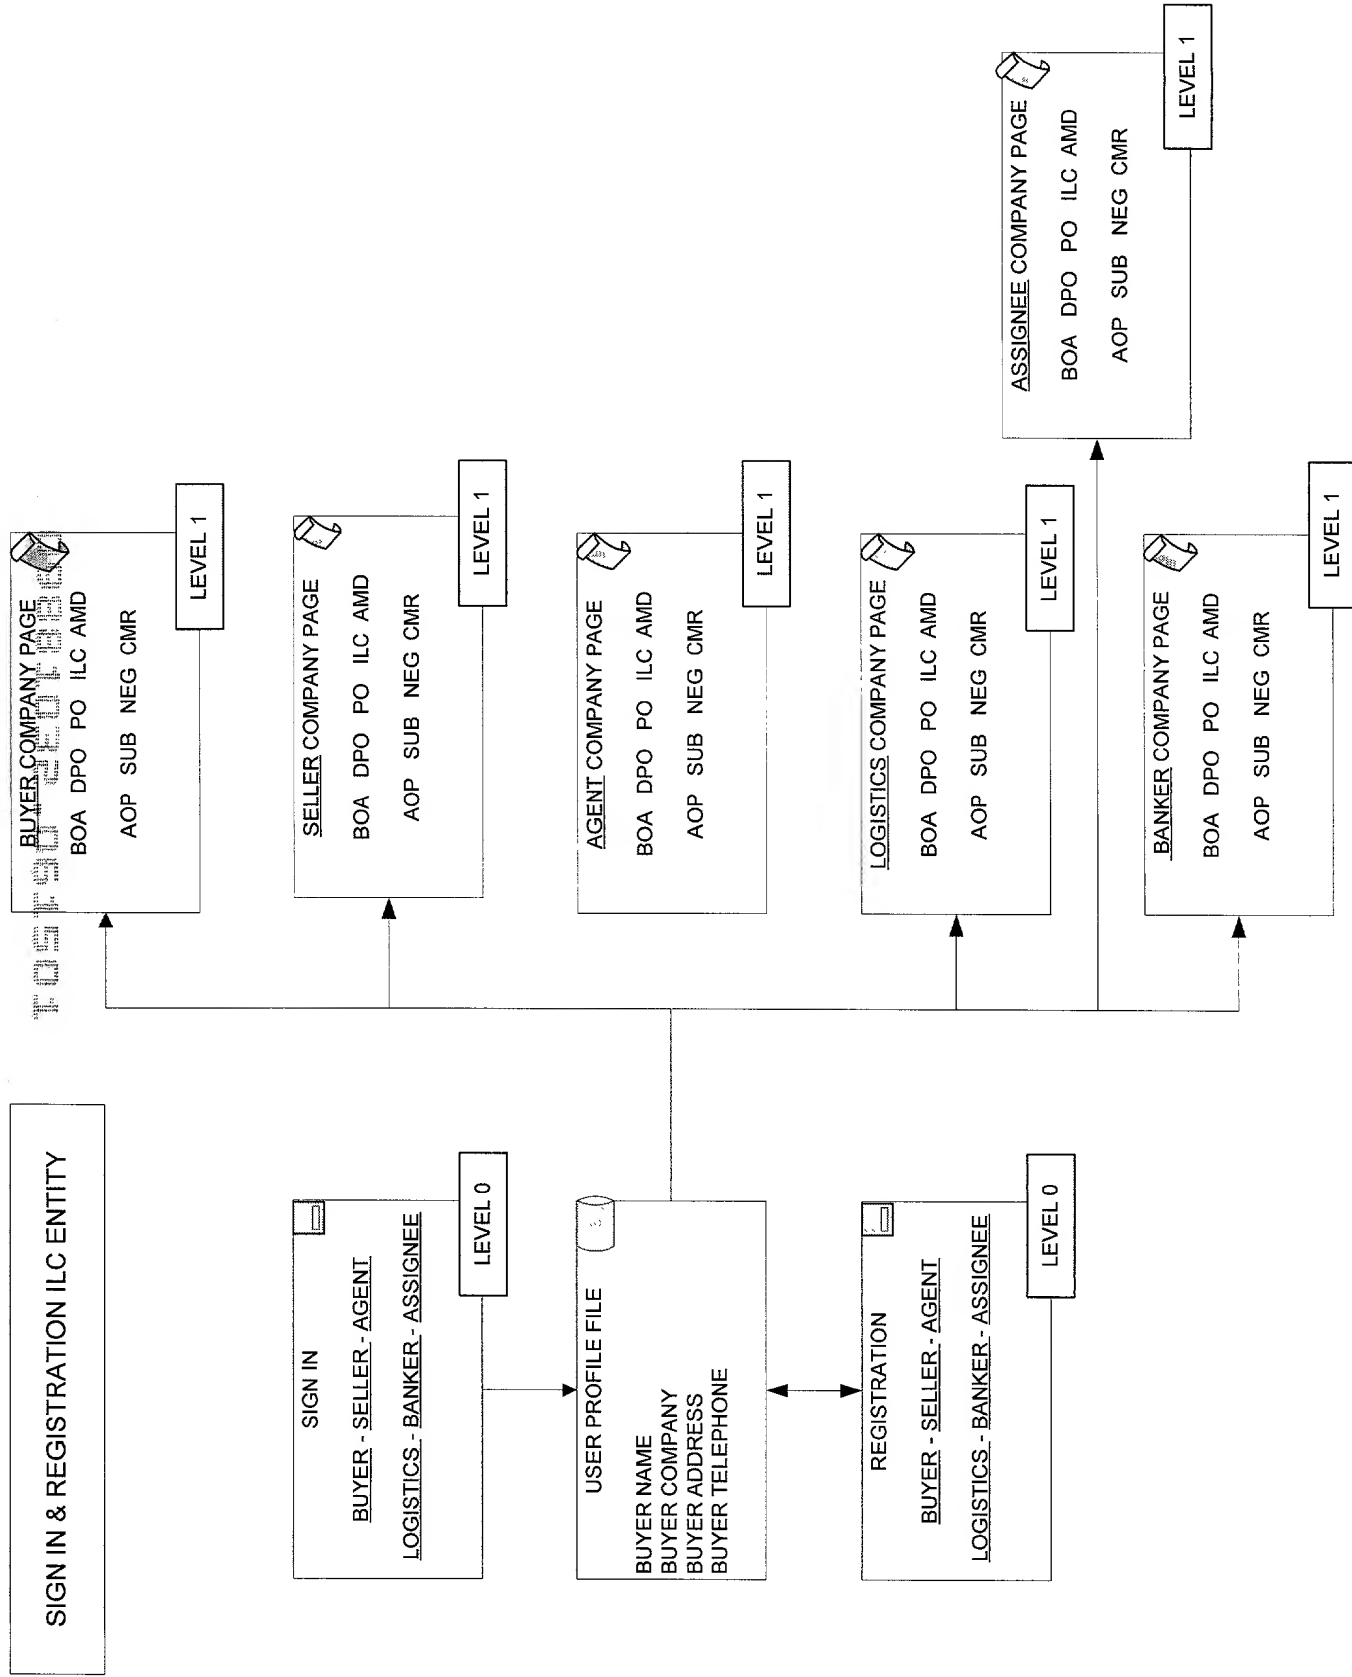 SIGN IN & REGISTRATION ILC ENTITY
SIGN IN
BUYER - SELLER - AGENT
LOGISTICS - BANKER - ASSIGNEE
LEVEL 0
USER PROFILE FILE
BUYER NAME
BUYER COMPANY
BUYER ADDRESS
BUYER TELEPHONE
REGISTRATION
BUYER - SELLER - AGENT
LOGISTICS - BANKER - ASSIGNEE
LEVEL 0
BUYER COMPANY PAGE
BOA DPO PO ILC AMD
AOP SUB NEG CMR
LEVEL 1
SELLER COMPANY PAGE
BOA DPO PO ILC AMD
AOP SUB NEG CMR
LEVEL 1
AGENT COMPANY PAGE
BOA DPO PO ILC AMD
AOP SUB NEG CMR
LEVEL 1
LOGISTICS COMPANY PAGE
BOA DPO PO ILC AMD
AOP SUB NEG CMR
LEVEL 1
BANKER COMPANY PAGE
BOA DPO PO ILC AMD
AOP SUB NEG CMR
LEVEL 1
ASSIGNEE COMPANY PAGE
BOA DPO PO ILC AMD
AOP SUB NEG CMR
LEVEL 1